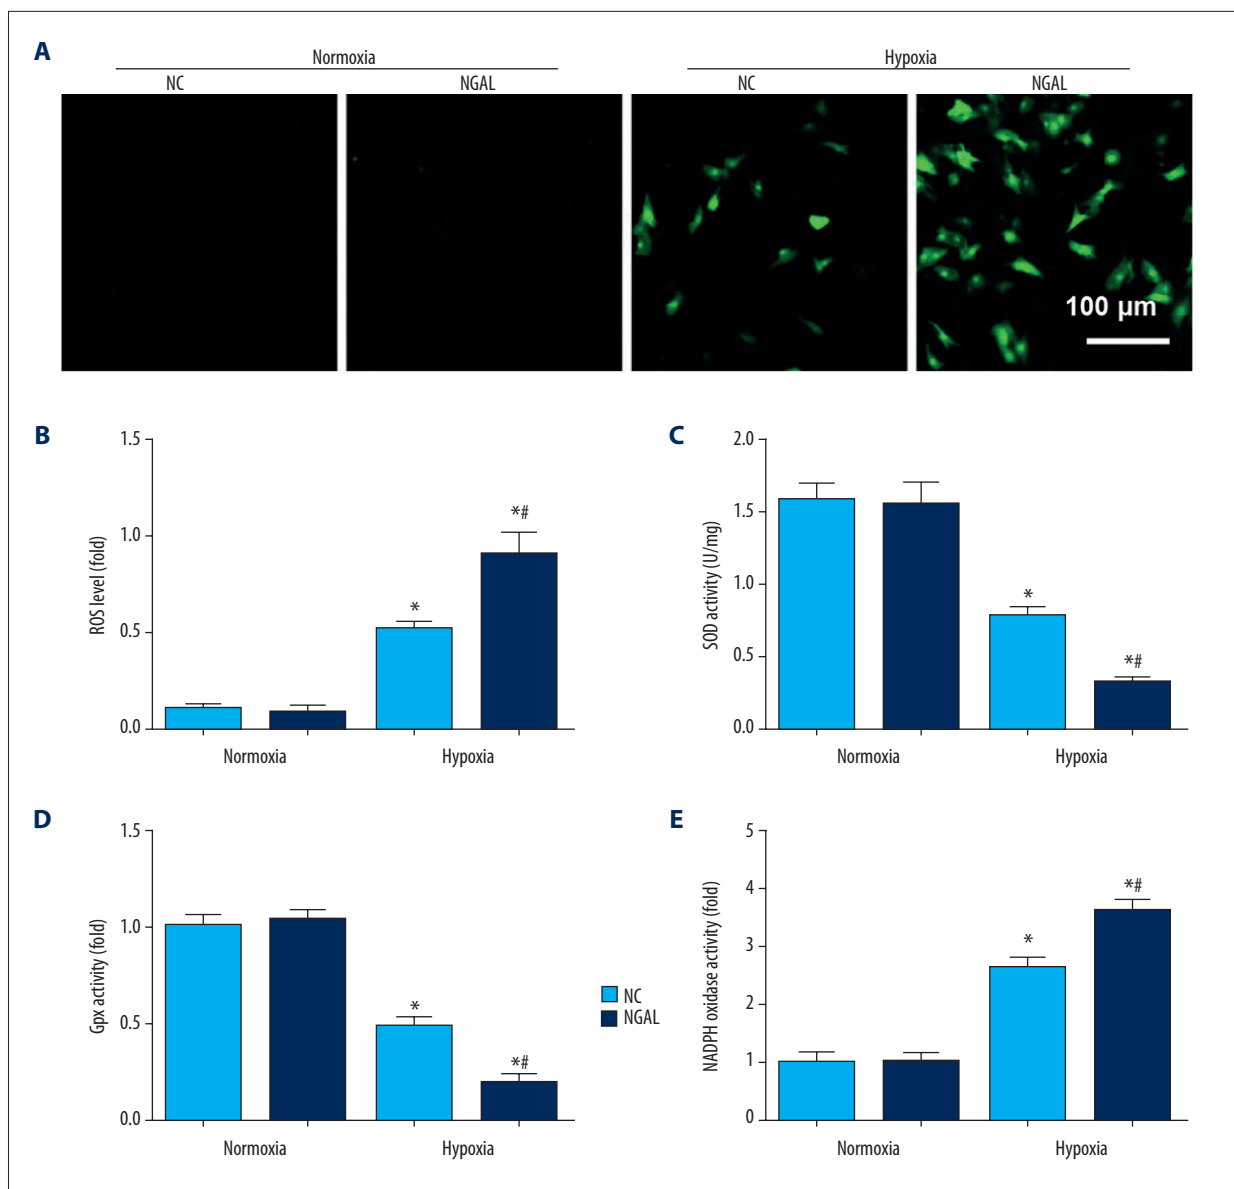 A
Normoxia
Hypoxia
NC
NGAL
NC
NGAL
100 µm
B
ROS level (fold)
1.5
1.0
0.5
0.0
*
*#
Normoxia
Hypoxia
C
SOD activity (U/mg)
2.0
1.5
1.0
0.5
0.0
*
*#
Normoxia
Hypoxia
D
Gpx activity (fold)
1.5
1.0
0.5
0.0
*
*#
Normoxia
Hypoxia
NC
NGAL
E
NADPH oxidase activity (fold)
5
4
3
2
1
0
*
*#
Normoxia
Hypoxia